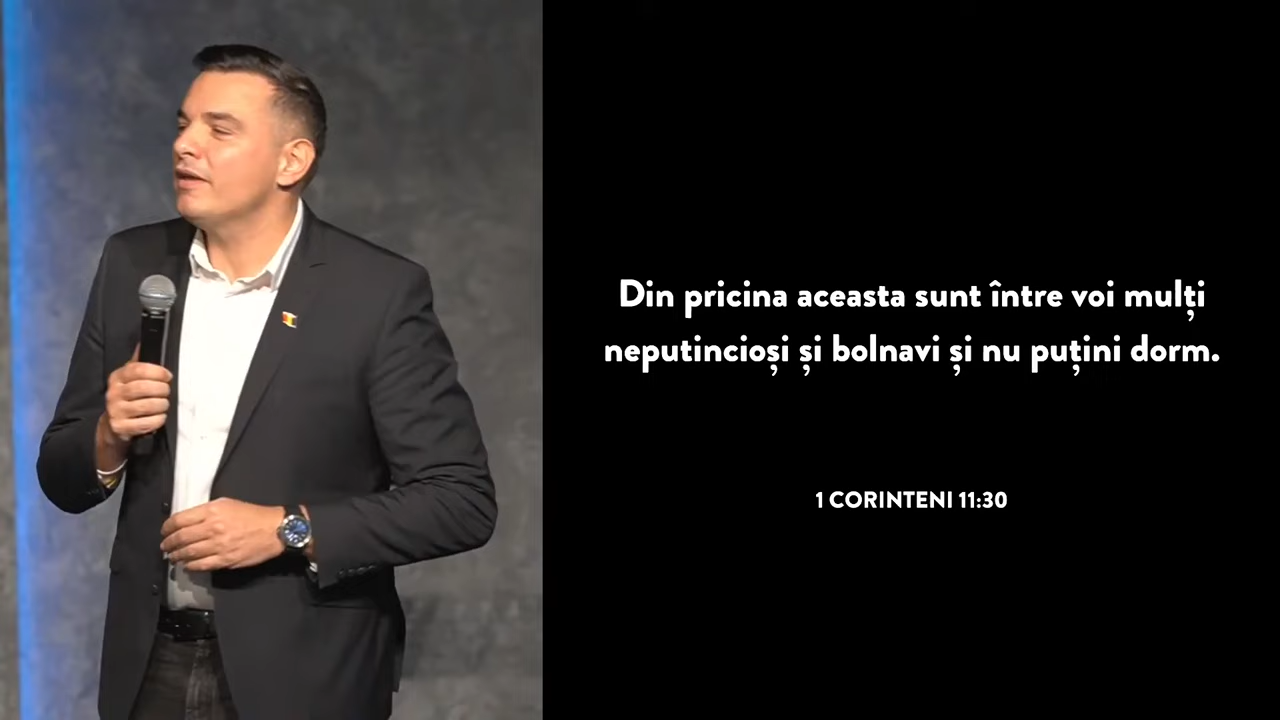 Din pricina aceasta sunt între voi mulți
neputincioși și bolnavi și nu puțini dorm.
1 CORINTENI 11:30